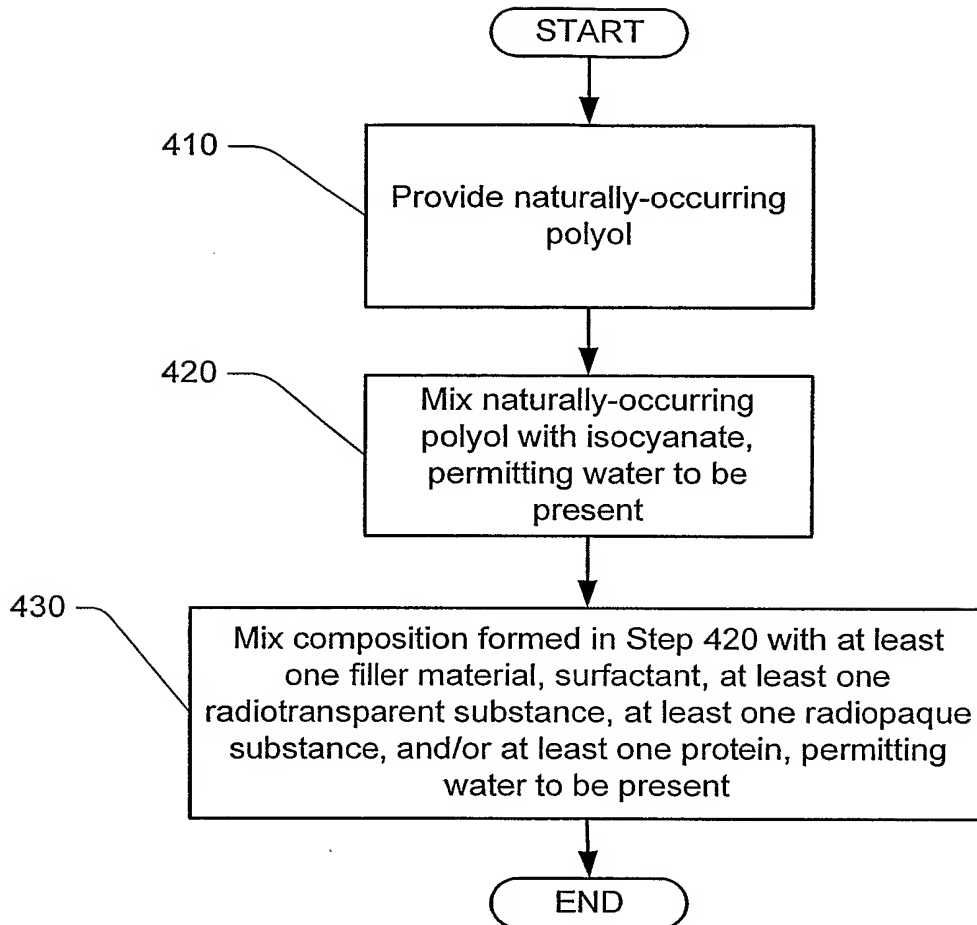 START
410
Provide naturally-occurring
polyol
420
Mix naturally-occurring
polyol with isocyanate,
permitting water to be
present
430
Mix composition formed in Step 420 with at least
one filler material, surfactant, at least one
radiotransparent substance, at least one radiopaque
substance, and/or at least one protein, permitting
water to be present
END